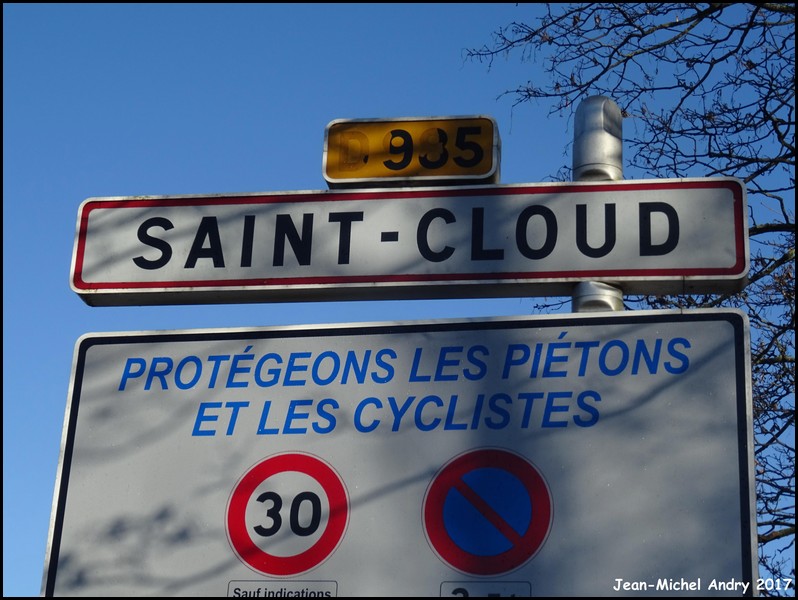 D 985
SAINT-CLOUD
PROTÉGEONS LES PIÉTONS
ET LES CYCLISTES
30
Sauf indications
Jean-Michel Andry 2017